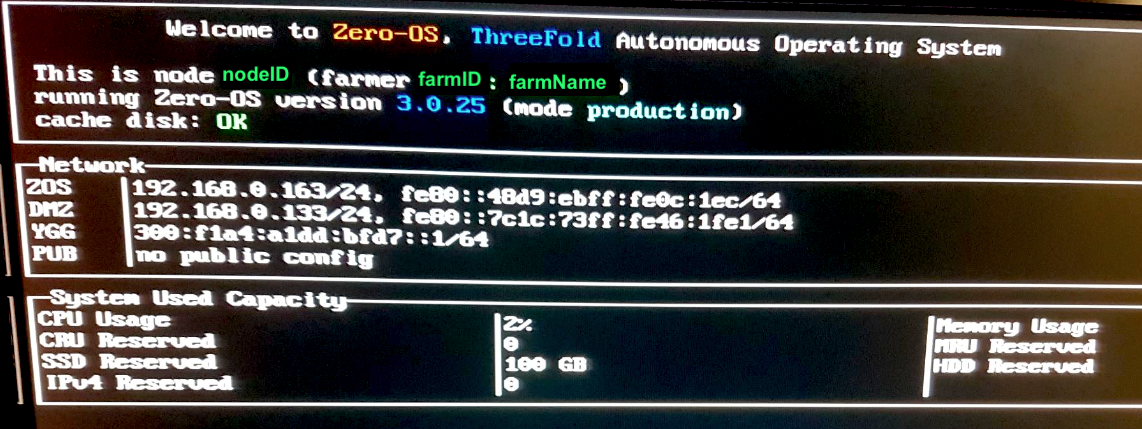 Welcome to Zero-OS, ThreeFold Autonomous Operating System
This is node nodeID (farmer farmID: farmName )
running Zero-OS version 3.0.25 (mode production)
cache disk: OK
Network
ZOS 192.168.0.163/24, fe80::48d9:ebff:fe0c:1ec/64
DMZ 192.168.0.133/24, fe80::7c1c:73ff:fe46:1fe1/64
YGG 300:f1a4:a1dd:bfd7::1/64
PUB no public config
System Used Capacity
CPU Usage 2% Memory Usage
CRU Reserved 0 MRU Reserved
SSD Reserved 100 GB HDD Reserved
IPv4 Reserved 0